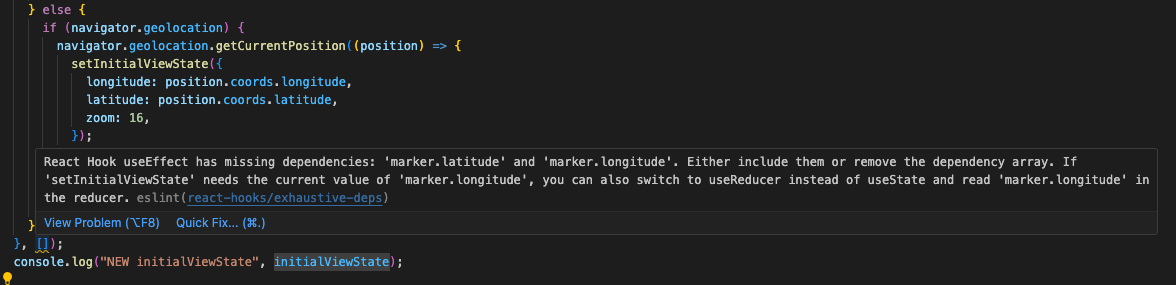 } else {
if (navigator.geolocation) {
navigator.geolocation.getCurrentPosition((position) => {
setInitialViewState({
longitude: position.coords.longitude,
latitude: position.coords.latitude,
zoom: 16,
});
React Hook useEffect has missing dependencies: 'marker.latitude' and 'marker.longitude'. Either include them or remove the dependency array. If
'setInitialViewState' needs the current value of 'marker.longitude', you can also switch to useReducer instead of useState and read 'marker.longitude' in
the reducer. eslint(react-hooks/exhaustive-deps)
View Problem (⌥F8) Quick Fix... (⌘.)
}
}, []);
console.log("NEW initialViewState", initialViewState);